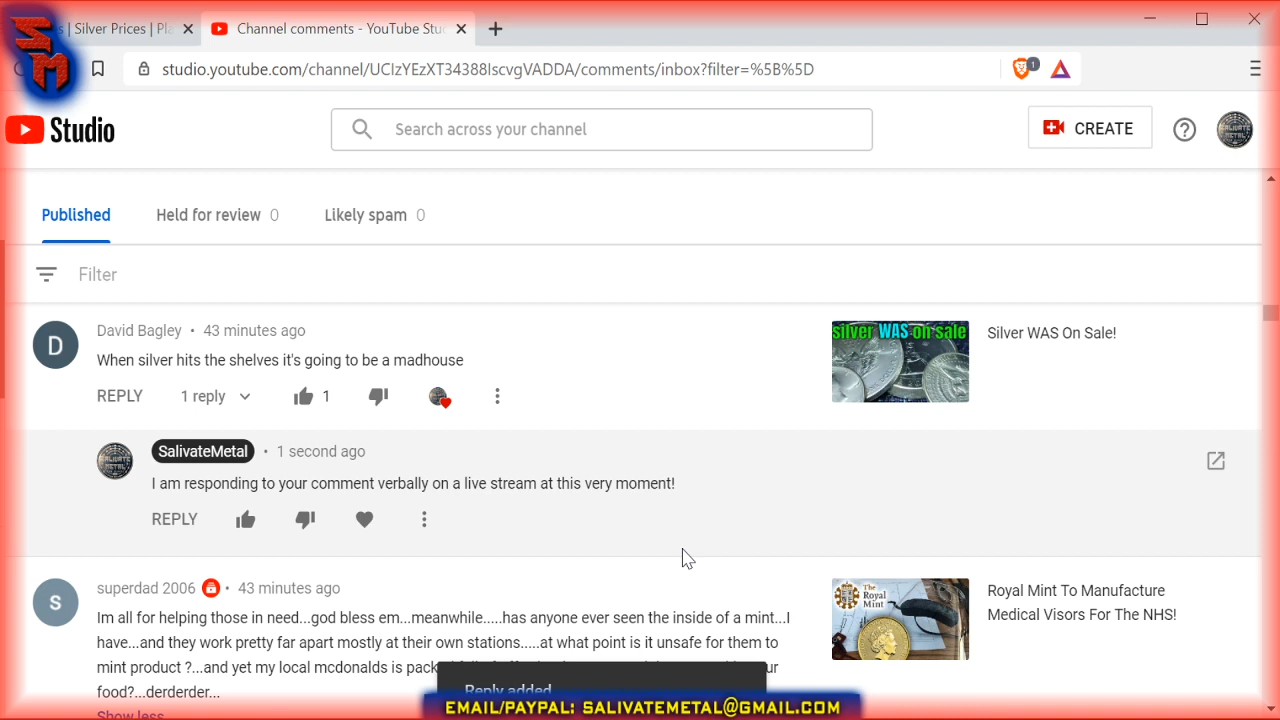 SM
s | Silver Prices | Pla
Channel comments - YouTube Stu
studio.youtube.com/channel/UCIzYEzXT34388IscvgVADDA/comments/inbox?filter=%5B%5D
1
Studio
Search across your channel
CREATE
Published
Held for review 0
Likely spam 0
Filter
D
David Bagley • 43 minutes ago
When silver hits the shelves it's going to be a madhouse
REPLY
1 reply
1
silver WAS on sale
Silver WAS On Sale!
SalivateMetal • 1 second ago
I am responding to your comment verbally on a live stream at this very moment!
REPLY
S
superdad 2006 • 43 minutes ago
Im all for helping those in need...god bless em...meanwhile.....has anyone ever seen the inside of a mint...I
have...and they work pretty far apart mostly at their own stations.....at what point is it unsafe for them to
mint product ?...and yet my local mcdonalds is
food?...derderder...
Show less
The Royal Mint
Royal Mint To Manufacture
Medical Visors For The NHS!
Reply added
EMAIL/PAYPAL: SALIVATEMETAL@GMAIL.COM